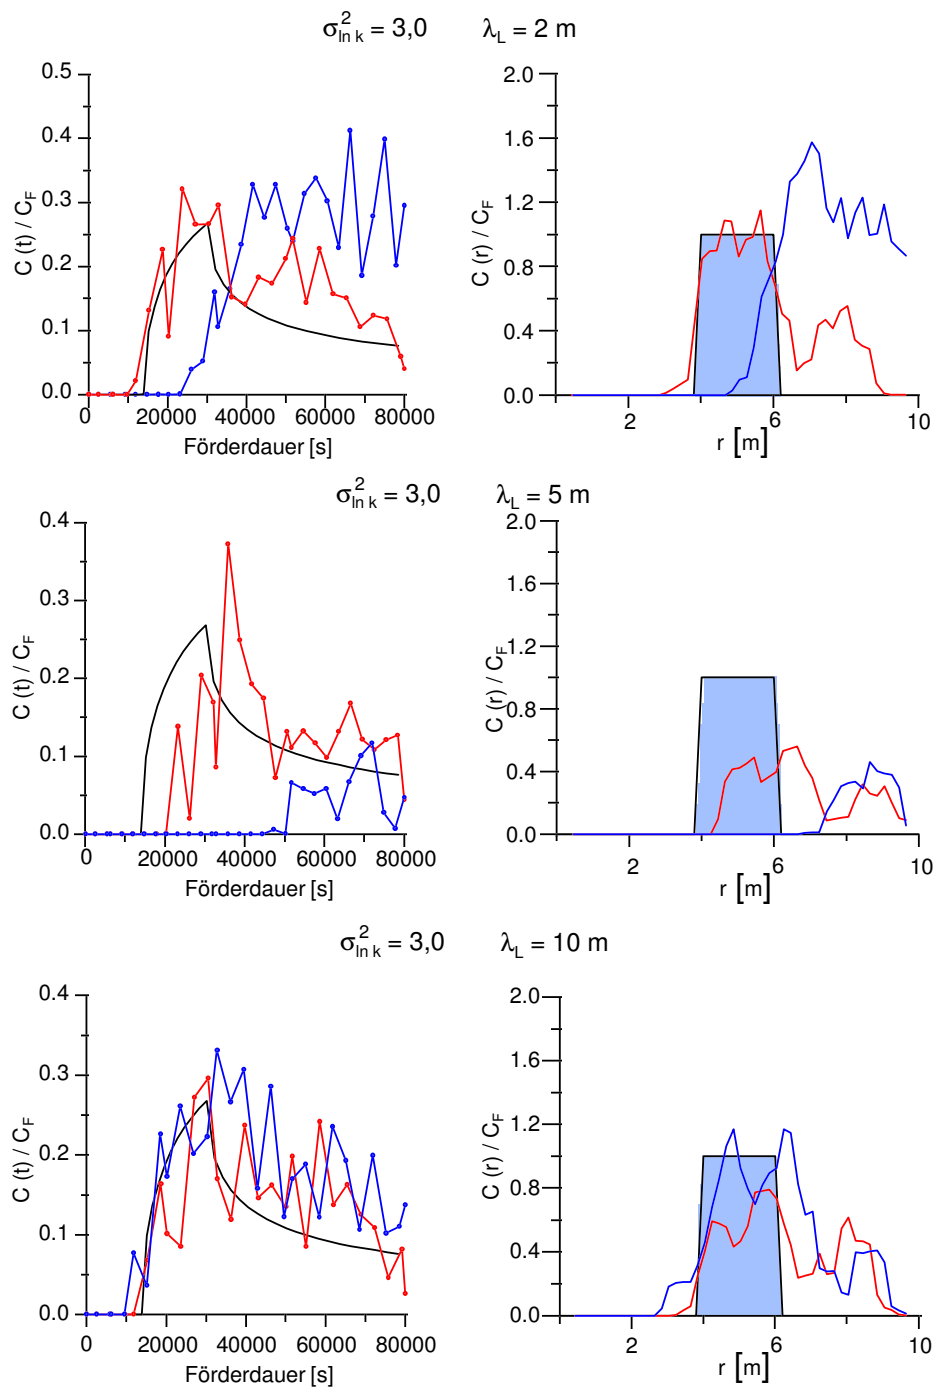 σ²ln k = 3,0 λL = 2 m
C (t) / CF
0.5
0.4
0.3
0.2
0.1
0.0
0 20000 40000 60000 80000
Förderdauer [s]
C (r) / CF
2.0
1.6
1.2
0.8
0.4
0.0
2 6 10
r [m]
σ²ln k = 3,0 λL = 5 m
C (t) / CF
0.4
0.3
0.2
0.1
0.0
0 20000 40000 60000 80000
Förderdauer [s]
C (r) / CF
2.0
1.6
1.2
0.8
0.4
0.0
2 6 10
r [m]
σ²ln k = 3,0 λL = 10 m
C (t) / CF
0.4
0.3
0.2
0.1
0.0
0 20000 40000 60000 80000
Förderdauer [s]
C (r) / CF
2.0
1.6
1.2
0.8
0.4
0.0
2 6 10
r [m]